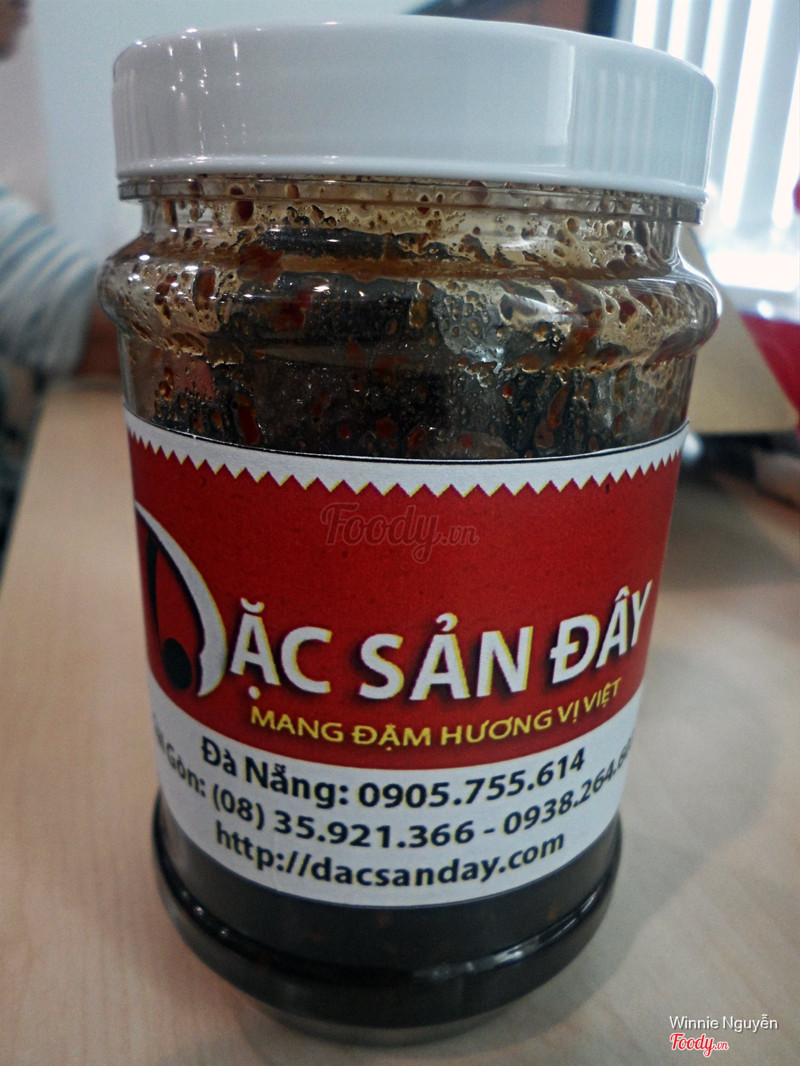 Foody.vn
ĐẶC SẢN ĐÂY
MANG ĐẬM HƯƠNG VỊ VIỆT
Đà Nẵng: 0905.755.614
Gòn: (08) 35.921.366 - 0938.264.
http://dacsanday.com
Winnie Nguyễn
Foody.vn